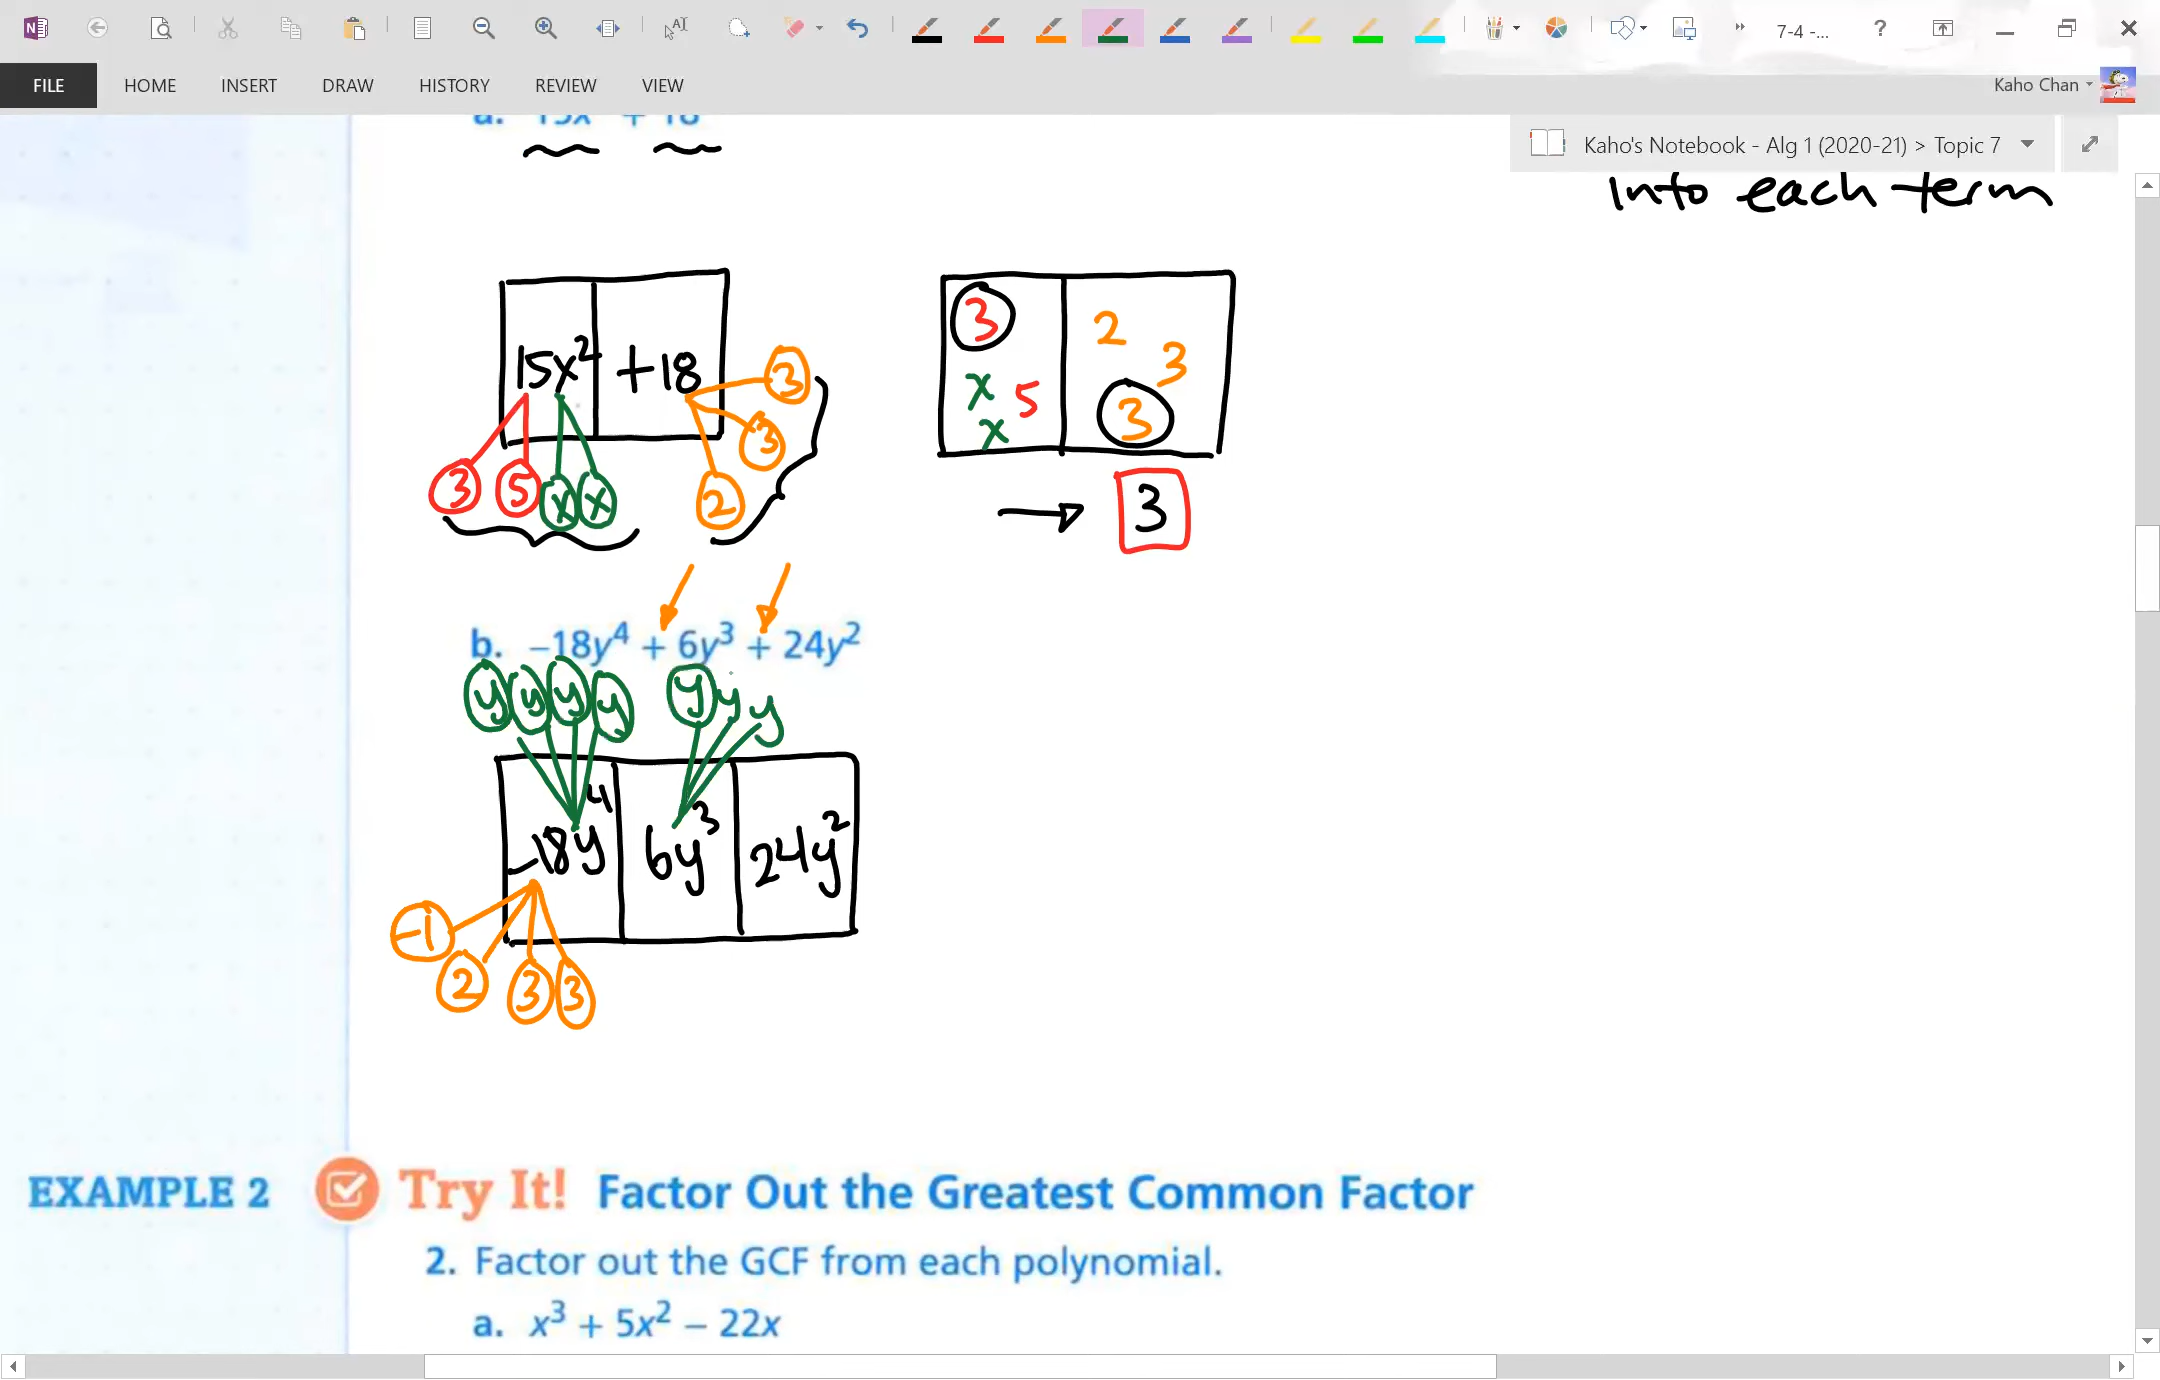 7-4 -...
?
FILE HOME INSERT DRAW HISTORY REVIEW VIEW
Kaho Chan
Kaho's Notebook - Alg 1 (2020-21) > Topic 7
a. 15x² + 18
into each term
15x² +18
3 5 x x
3
3
2
3
x 5
x
2
3
3
3
b. −18y⁴ + 6y³ + 24y²
y y y y y y y
-18y⁴ 6y³ 24y²
-1
2 3 3
EXAMPLE 2 Try It! Factor Out the Greatest Common Factor
2. Factor out the GCF from each polynomial.
a. x³ + 5x² − 22x